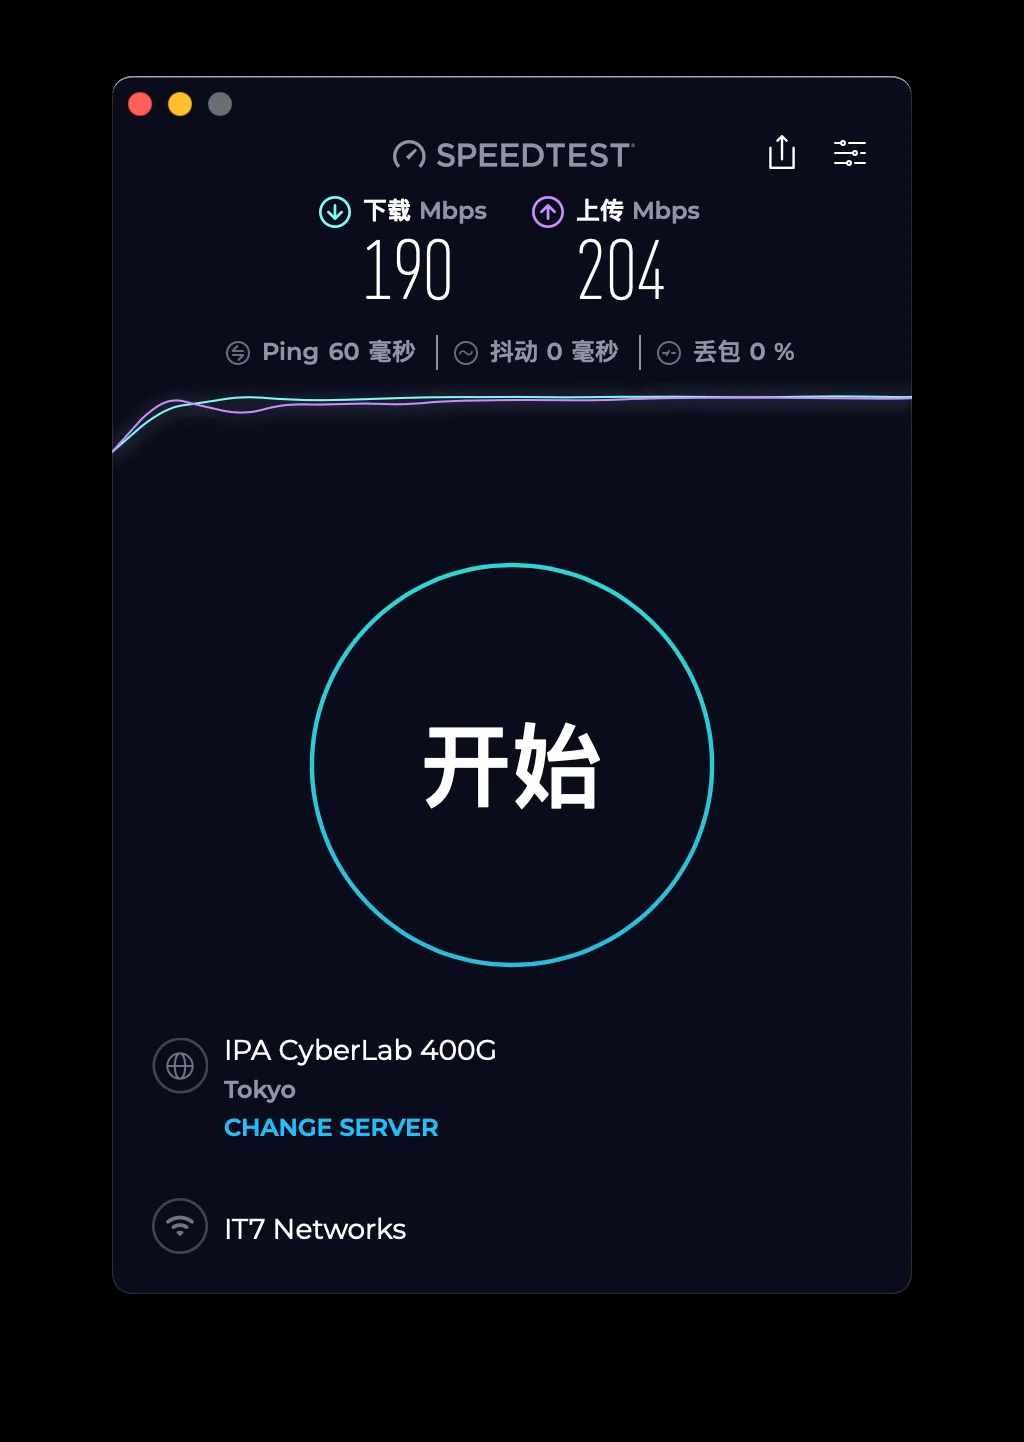 SPEEDTEST
下载 Mbps 上传 Mbps
190 204
Ping 60 毫秒 抖动 0 毫秒 丢包 0 %
开始
IPA CyberLab 400G
Tokyo
CHANGE SERVER
IT7 Networks